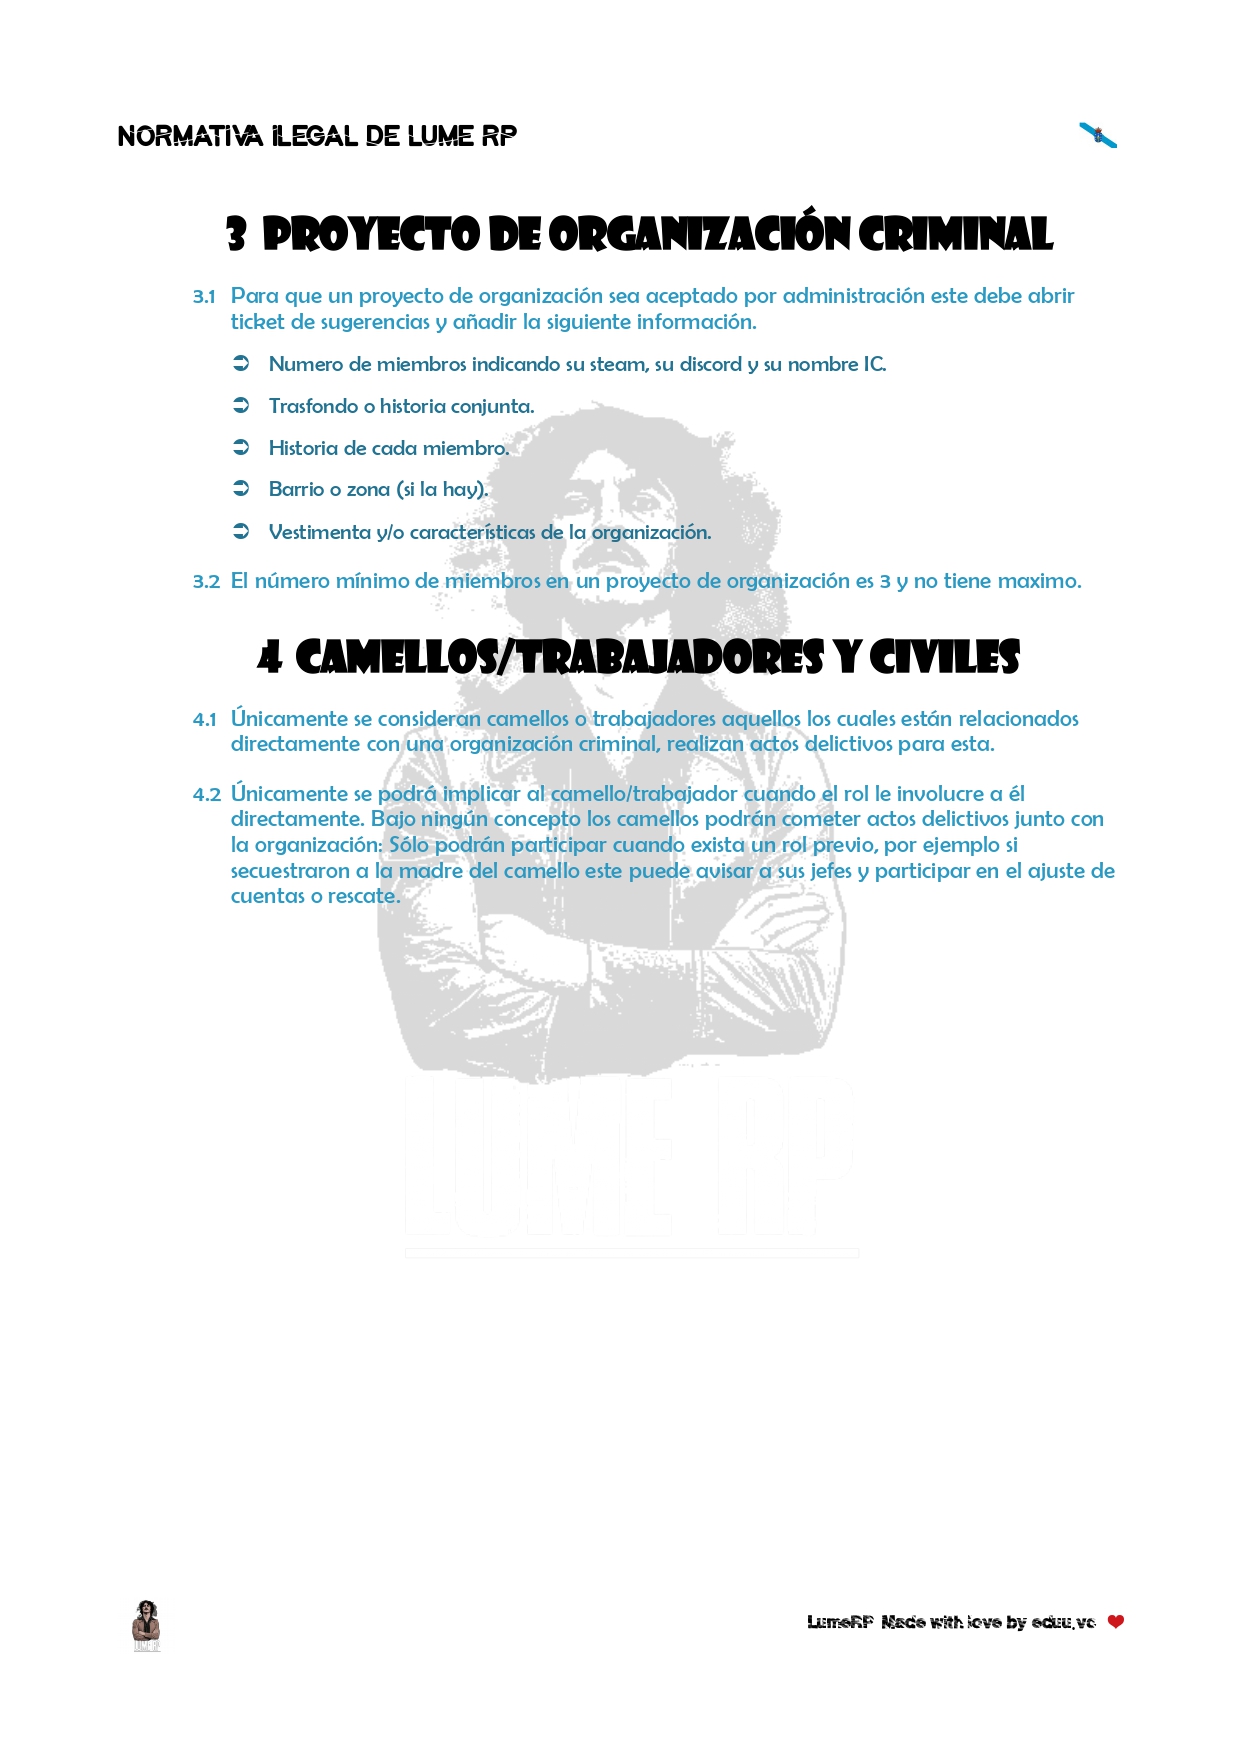 NORMATIVA ILEGAL DE LUME RP
3 PROYECTO DE ORGANIZACIÓN CRIMINAL
3.1 Para que un proyecto de organización sea aceptado por administración este debe abrir
ticket de sugerencias y añadir la siguiente información.
➲ Numero de miembros indicando su steam, su discord y su nombre IC.
➲ Trasfondo o historia conjunta.
➲ Historia de cada miembro.
➲ Barrio o zona (si la hay).
➲ Vestimenta y/o características de la organización.
3.2 El número mínimo de miembros en un proyecto de organización es 3 y no tiene maximo.
4 CAMELLOS/TRABAJADORES Y CIVILES
4.1 Únicamente se consideran camellos o trabajadores aquellos los cuales están relacionados
directamente con una organización criminal, realizan actos delictivos para esta.
4.2 Únicamente se podrá implicar al camello/trabajador cuando el rol le involucre a él
directamente. Bajo ningún concepto los camellos podrán cometer actos delictivos junto con
la organización: Sólo podrán participar cuando exista un rol previo, por ejemplo si
secuestraron a la madre del camello este puede avisar a sus jefes y participar en el ajuste de
cuentas o rescate.
LUME RP
LUME RP
LumeRP Made with love by eduu.vc